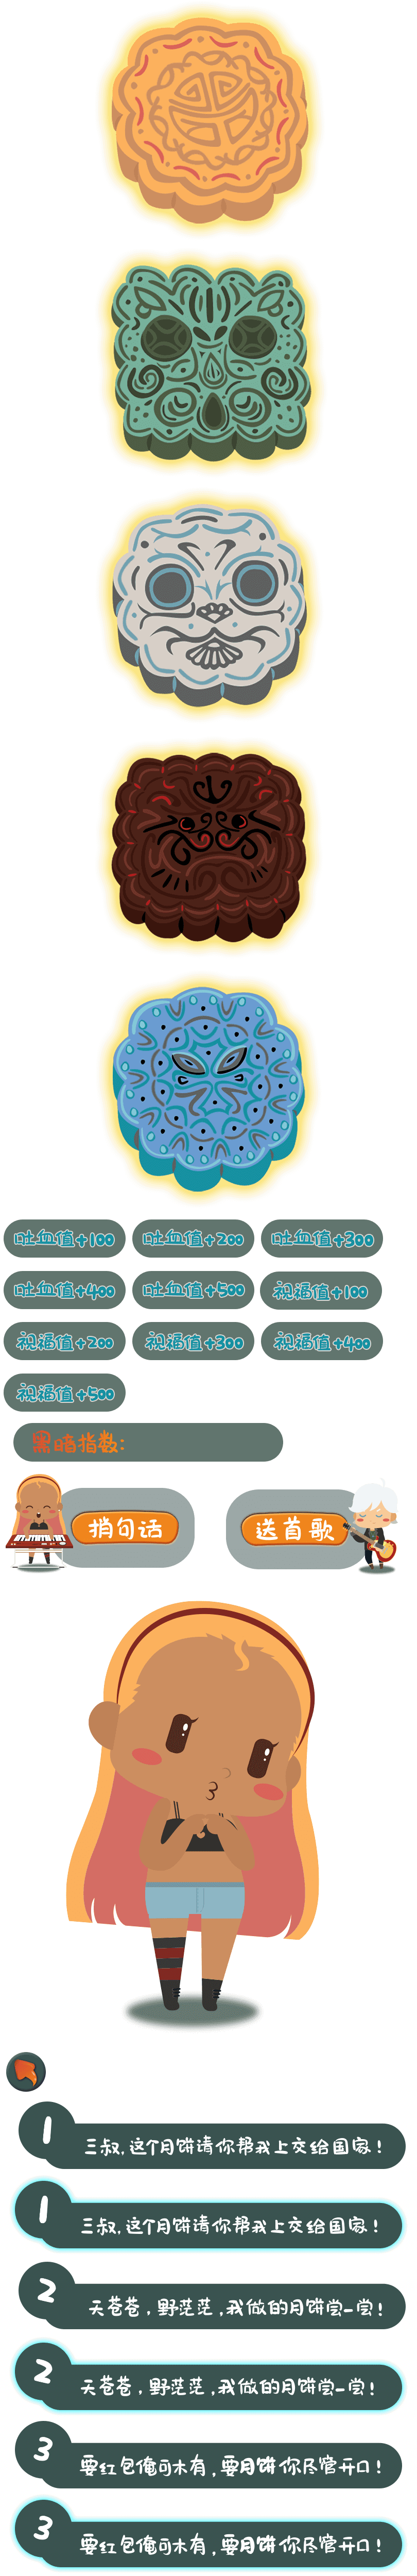 吐血值+100 吐血值+200 吐血值+300
吐血值+400 吐血值+500 祝福值+100
祝福值+200 祝福值+300 祝福值+400
祝福值+500
黑暗指数:
捎句话 送首歌
1 三叔,这个月饼请你帮我上交给国家!
1 三叔,这个月饼请你帮我上交给国家!
2 天苍苍,野茫茫,我做的月饼尝一尝!
2 天苍苍,野茫茫,我做的月饼尝一尝!
3 要红包俺可木有,要月饼你尽管开口!
3 要红包俺可木有,要月饼你尽管开口!